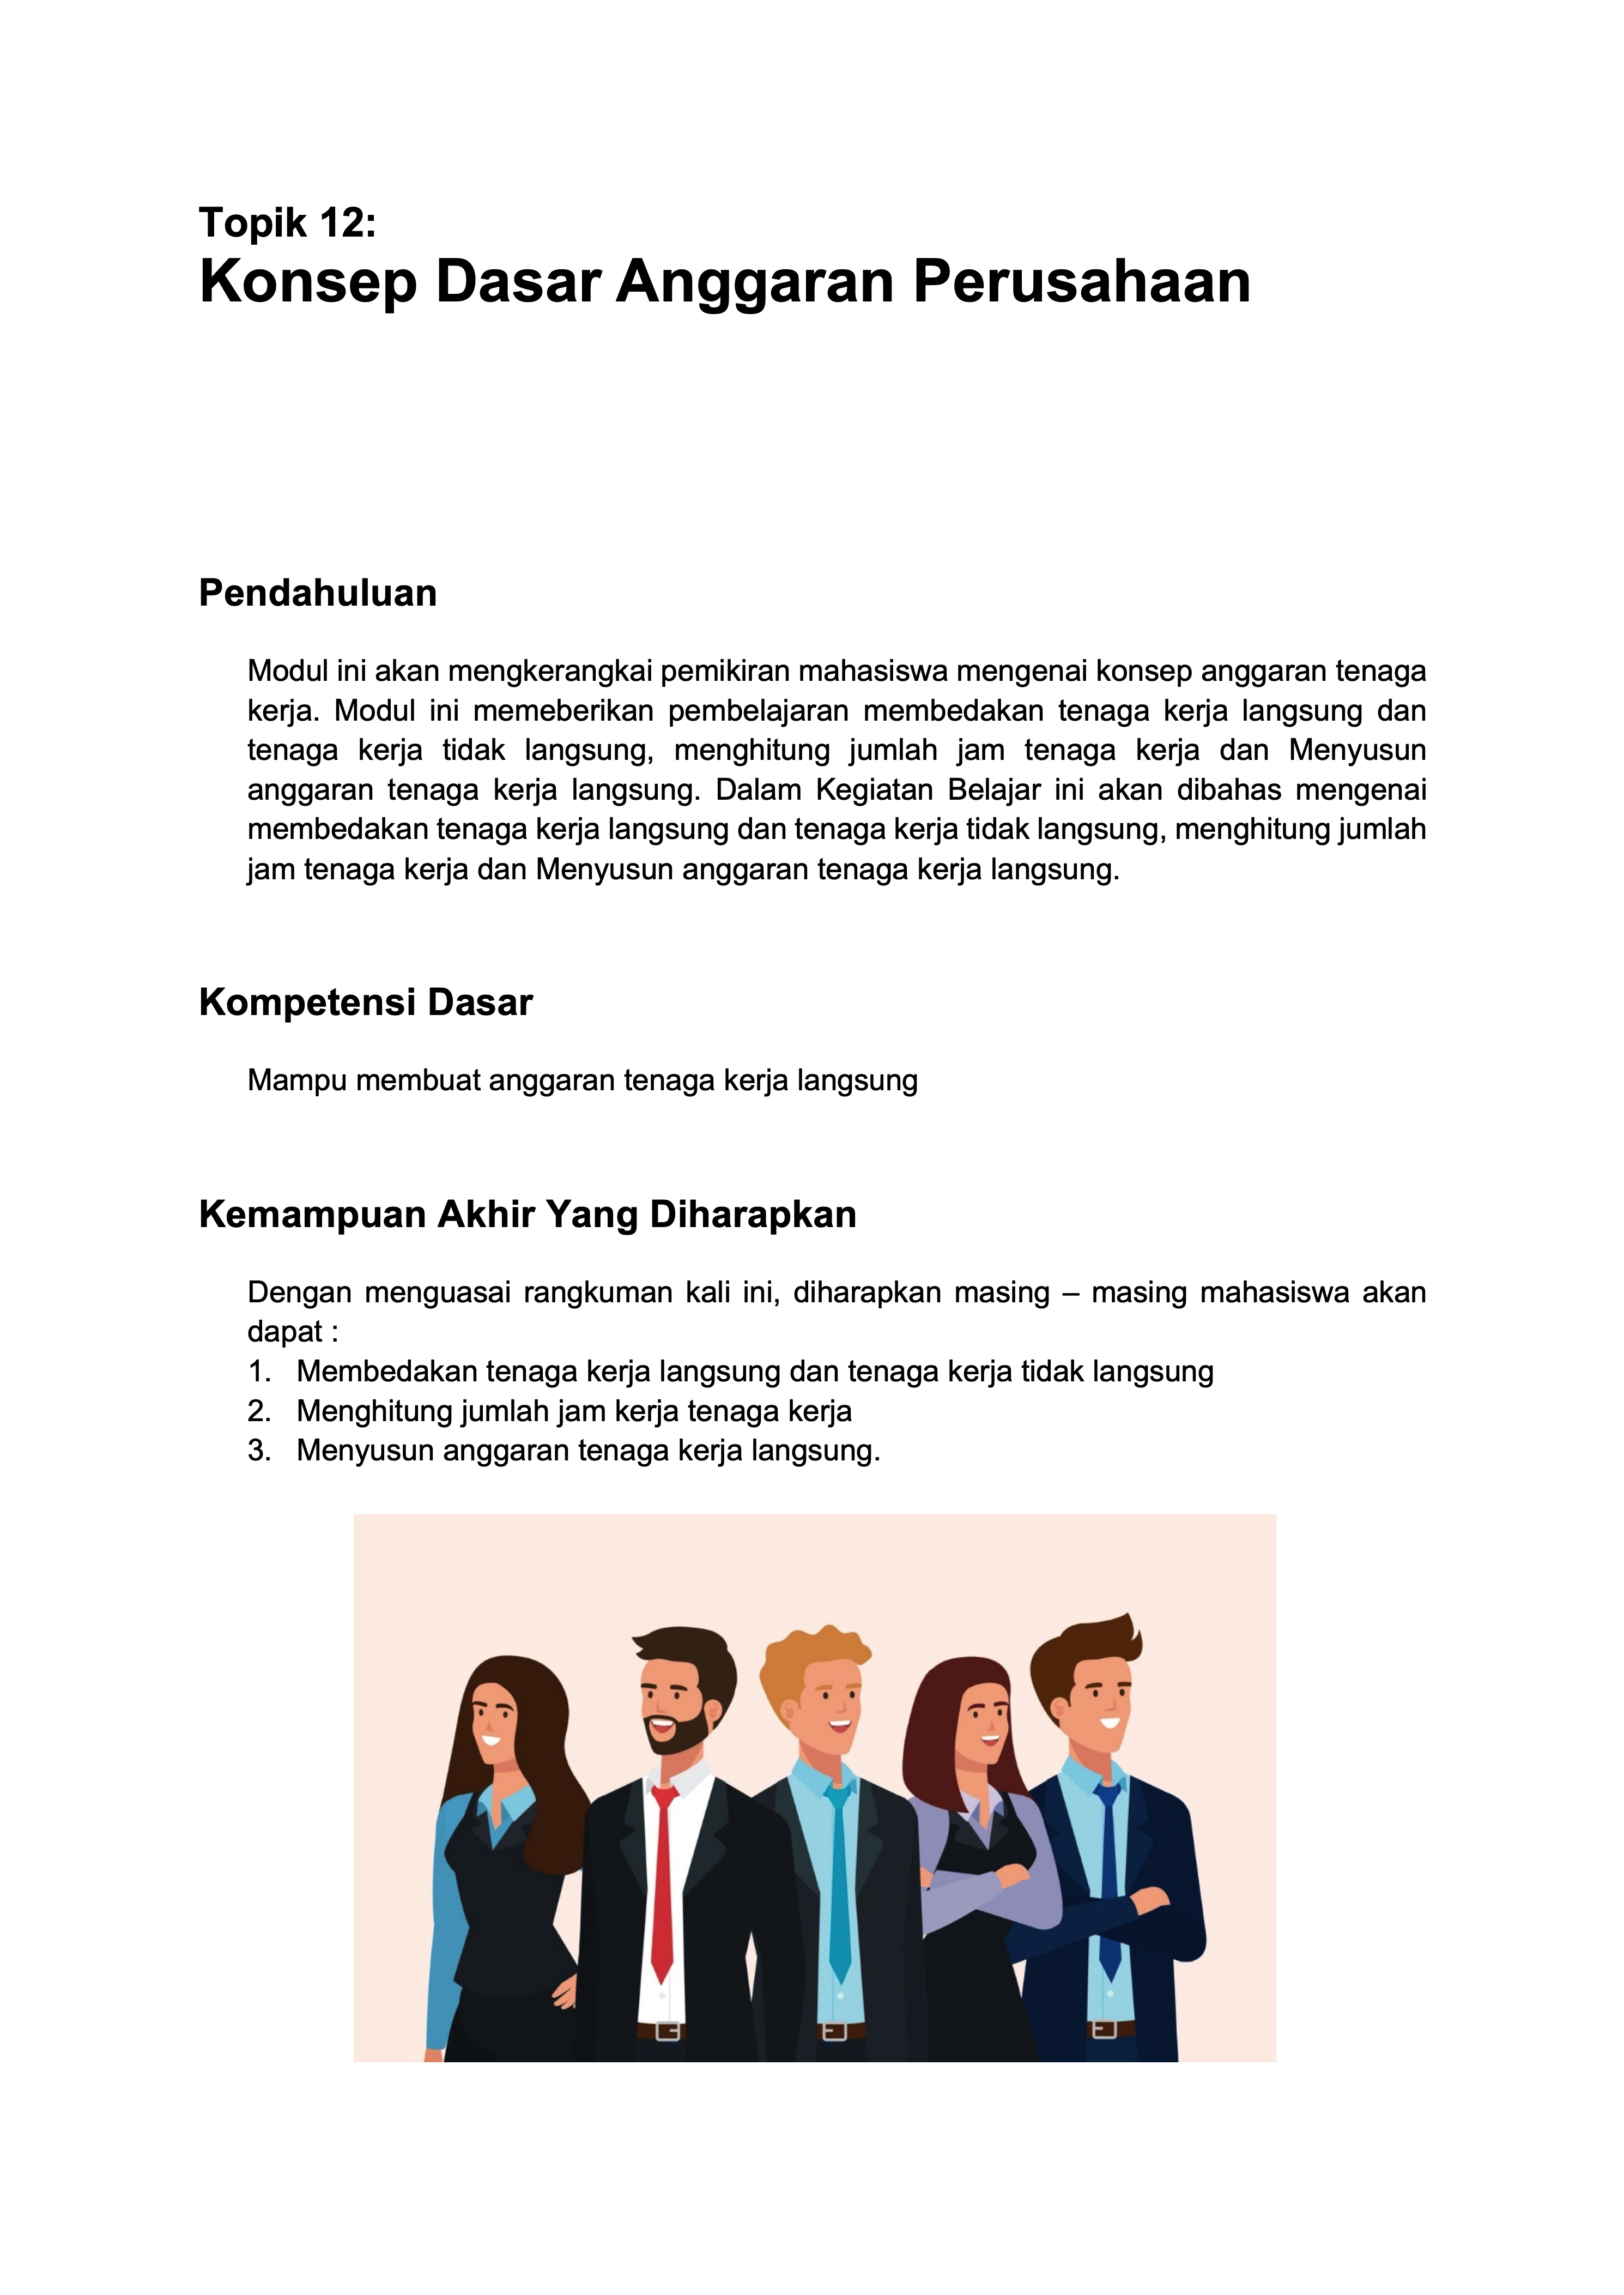 Topik 12:
Konsep Dasar Anggaran Perusahaan
Pendahuluan
Modul ini akan mengkerangkai pemikiran mahasiswa mengenai konsep anggaran tenaga
kerja. Modul ini memeberikan pembelajaran membedakan tenaga kerja langsung dan
tenaga kerja tidak langsung, menghitung jumlah jam tenaga kerja dan Menyusun
anggaran tenaga kerja langsung. Dalam Kegiatan Belajar ini akan dibahas mengenai
membedakan tenaga kerja langsung dan tenaga kerja tidak langsung, menghitung jumlah
jam tenaga kerja dan Menyusun anggaran tenaga kerja langsung.
Kompetensi Dasar
Mampu membuat anggaran tenaga kerja langsung
Kemampuan Akhir Yang Diharapkan
Dengan menguasai rangkuman kali ini, diharapkan masing – masing mahasiswa akan
dapat :
1. Membedakan tenaga kerja langsung dan tenaga kerja tidak langsung
2. Menghitung jumlah jam kerja tenaga kerja
3. Menyusun anggaran tenaga kerja langsung.